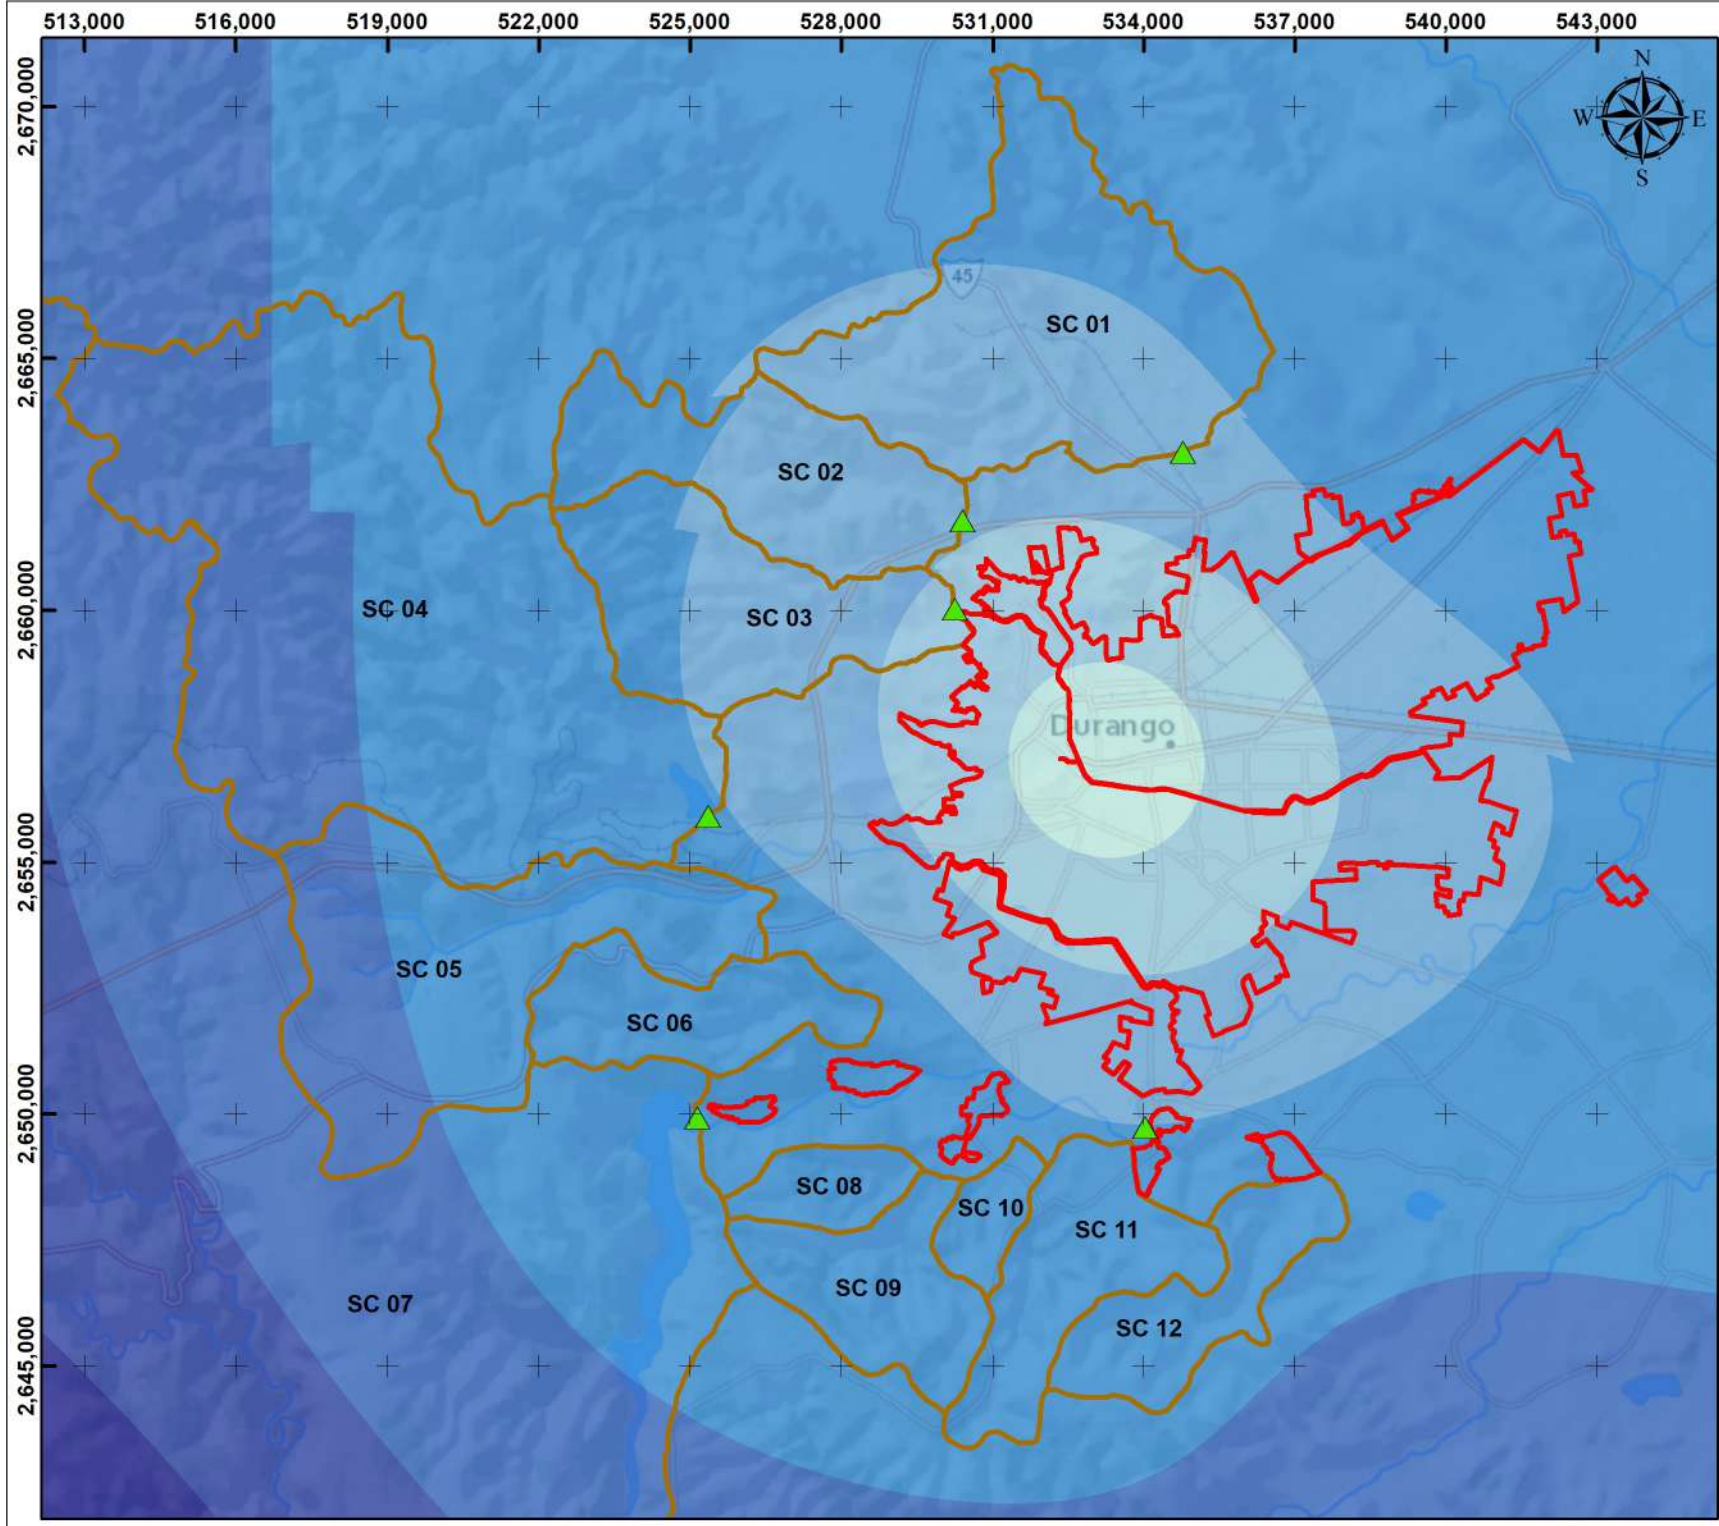 513,000 516,000 519,000 522,000 525,000 528,000 531,000 534,000 537,000 540,000 543,000
2,670,000
N
W E
S
45
SC 01
2,665,000
SC 02
2,660,000
SC 04
SC 03
Durango
2,655,000
SC 05
SC 06
2,650,000
SC 08
SC 10
SC 11
SC 09
SC 07
SC 12
2,645,000